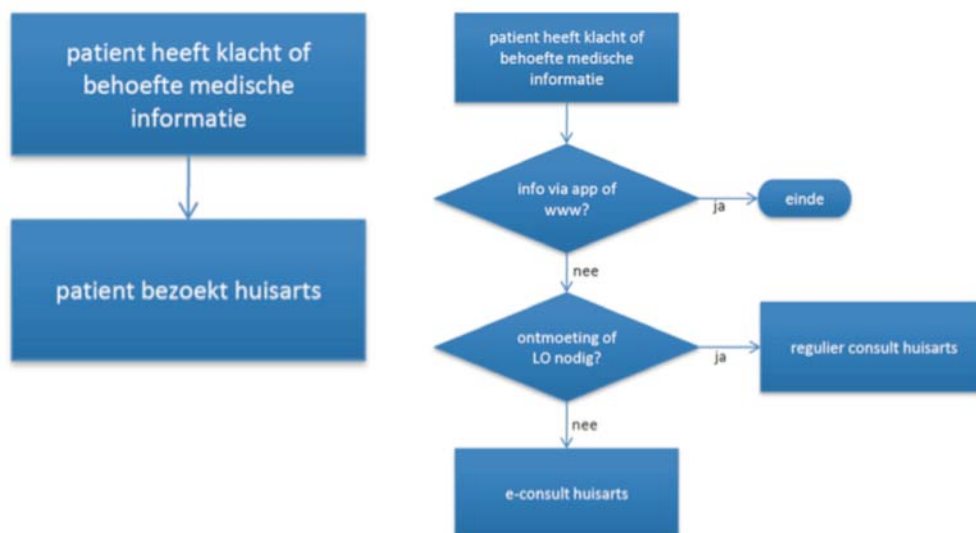 patient heeft klacht of
behoefte medische
informatie
patient bezoekt huisarts
patient heeft klacht of
behoefte medische
informatie
info via app of
www?
ja
einde
nee
ontmoeting of
LO nodig?
ja
regulier consult huisarts
nee
e-consult huisarts